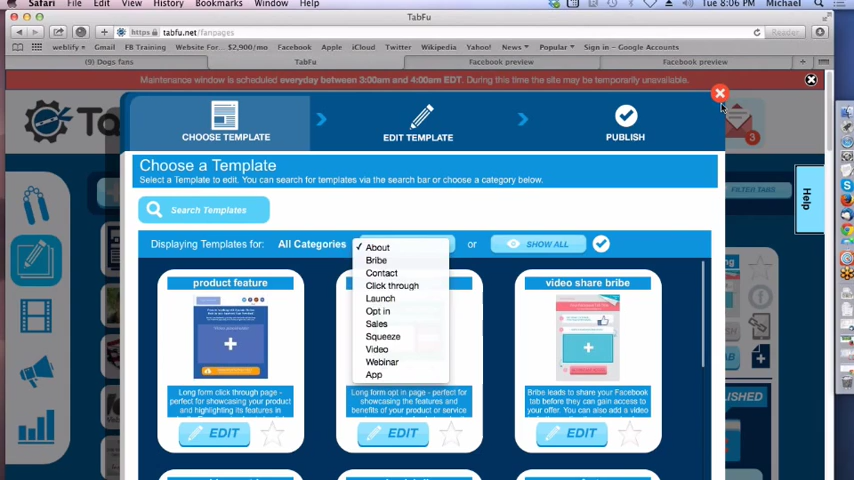 Safari File Edit View History Bookmarks Window Help
Tue 8:06 PM Michael
TabFu
https tabfu.net/fanpages
Reader
weblify Gmail FB Training Website For... $2,900/mo Facebook Apple iCloud Twitter Wikipedia Yahoo! News Popular Sign in - Google Accounts
(9) Dogs fans
TabFu
Facebook preview
Facebook preview
Maintenance window is scheduled everyday between 3:00am and 4:00am EDT. During this time the site may be temporarily unavailable.
CHOOSE TEMPLATE
EDIT TEMPLATE
PUBLISH
3
Choose a Template
Select a Template to edit. You can search for templates via the search bar or choose a category below.
Search Templates
FILTER TABS
Help
Displaying Templates for: All Categories
or
SHOW ALL
About
Bribe
Contact
Click through
Launch
Opt in
Sales
Squeeze
Video
Webinar
App
product feature
Long form click through page - perfect for showcasing your product and highlighting its features in
EDIT
Long form opt in page - perfect for showcasing the features and benefits of your product or service
EDIT
video share bribe
Bribe leads to share your Facebook tab before they can gain access to your offer. You can also add a video
EDIT